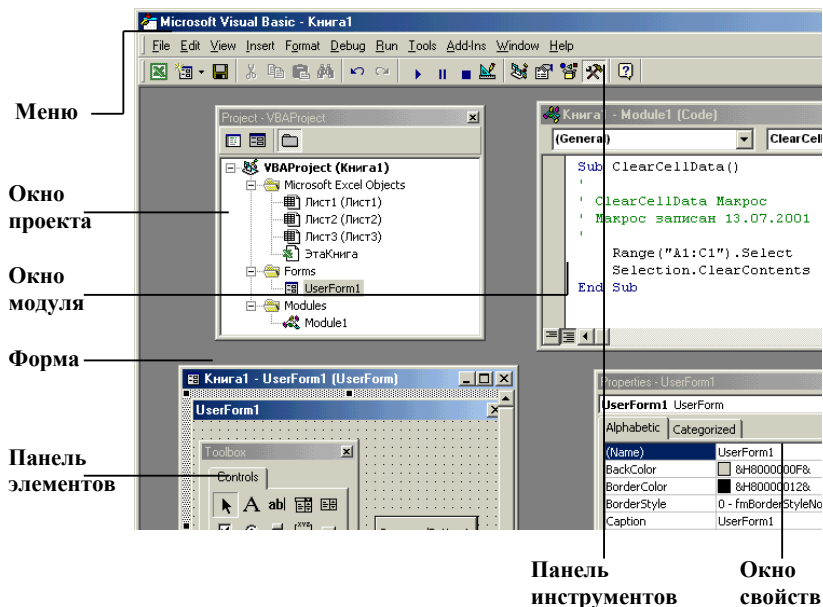 Microsoft Visual Basic - Книга1
File Edit View Insert Format Debug Run Tools Add-Ins Window Help
Меню
Project - VBAProject
VBAProject (Книга1)
Microsoft Excel Objects
Лист1 (Лист1)
Лист2 (Лист2)
Лист3 (Лист3)
ЭтаКнига
Forms
UserForm1
Modules
Module1
Книга1 - Module1 (Code)
(General)
Sub ClearCellData()
'
' ClearCellData Макрос
' Макрос записан 13.07.2001
'
Range("A1:C1").Select
Selection.ClearContents
End Sub
Окно
проекта
Окно
модуля
Форма
Книга1 - UserForm1 (UserForm)
UserForm1
Toolbox
Controls
A ab
XYZ
Панель
элементов
Properties - UserForm1
UserForm1 UserForm
Alphabetic Categorized
(Name) UserForm1
BackColor &H8000000F&
BorderColor &H80000012&
BorderStyle 0 - fmBorderStyleNo
Caption UserForm1
Панель
инструментов
Окно
свойств